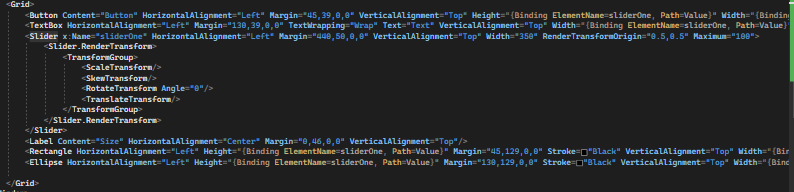 <Grid>
<Button Content="Button" HorizontalAlignment="Left" Margin="45,39,0,0" VerticalAlignment="Top" Height="{Binding ElementName=sliderOne, Path=Value}" Width="{Binding
<TextBox HorizontalAlignment="Left" Margin="130,39,0,0" TextWrapping="Wrap" Text="Text" VerticalAlignment="Top" Width="{Binding ElementName=sliderOne, Path=Value}"
<Slider x:Name="sliderOne" HorizontalAlignment="Left" Margin="440,50,0,0" VerticalAlignment="Top" Width="350" RenderTransformOrigin="0.5,0.5" Maximum="100">
<Slider.RenderTransform>
<TransformGroup>
<ScaleTransform/>
<SkewTransform/>
<RotateTransform Angle="0"/>
<TranslateTransform/>
</TransformGroup>
</Slider.RenderTransform>
</Slider>
<Label Content="Size" HorizontalAlignment="Center" Margin="0,46,0,0" VerticalAlignment="Top"/>
<Rectangle HorizontalAlignment="Left" Height="{Binding ElementName=sliderOne, Path=Value}" Margin="45,129,0,0" Stroke="Black" VerticalAlignment="Top" Width="{Bin
<Ellipse HorizontalAlignment="Left" Height="{Binding ElementName=sliderOne, Path=Value}" Margin="130,129,0,0" Stroke="Black" VerticalAlignment="Top" Width="{Bind
</Grid>